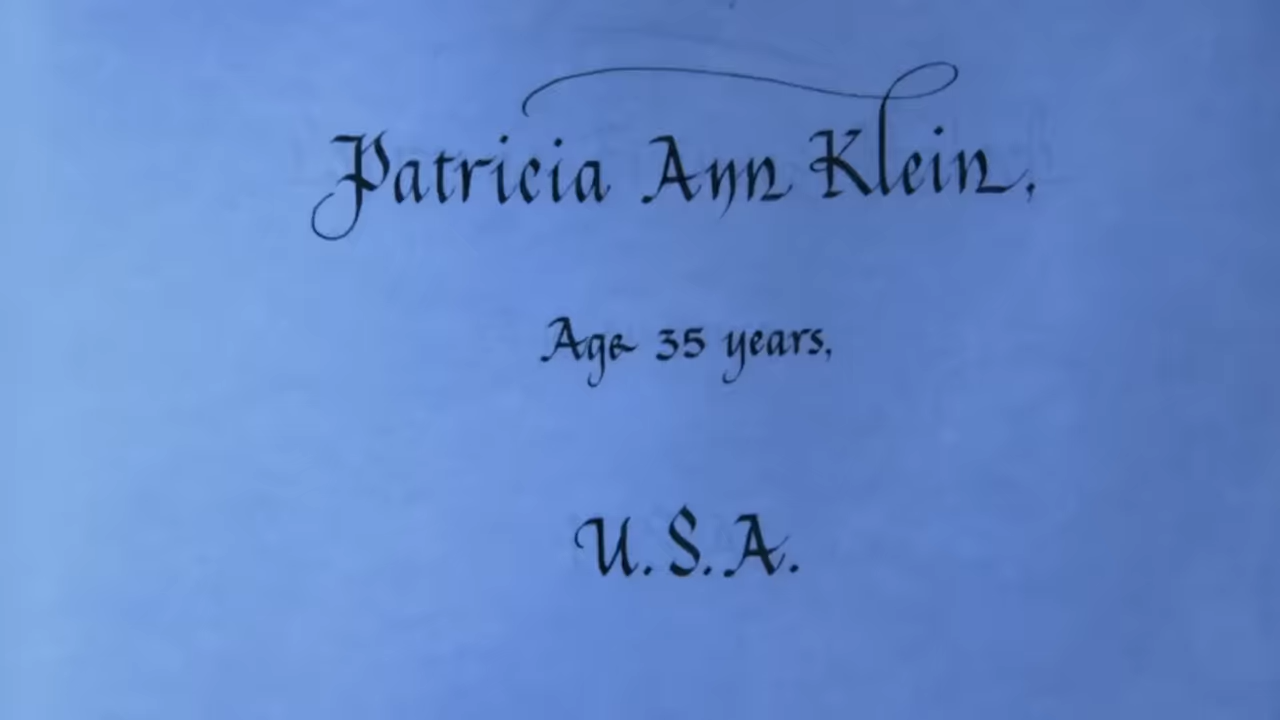 Patricia Ann Klein,
Age 35 years,
U.S.A.